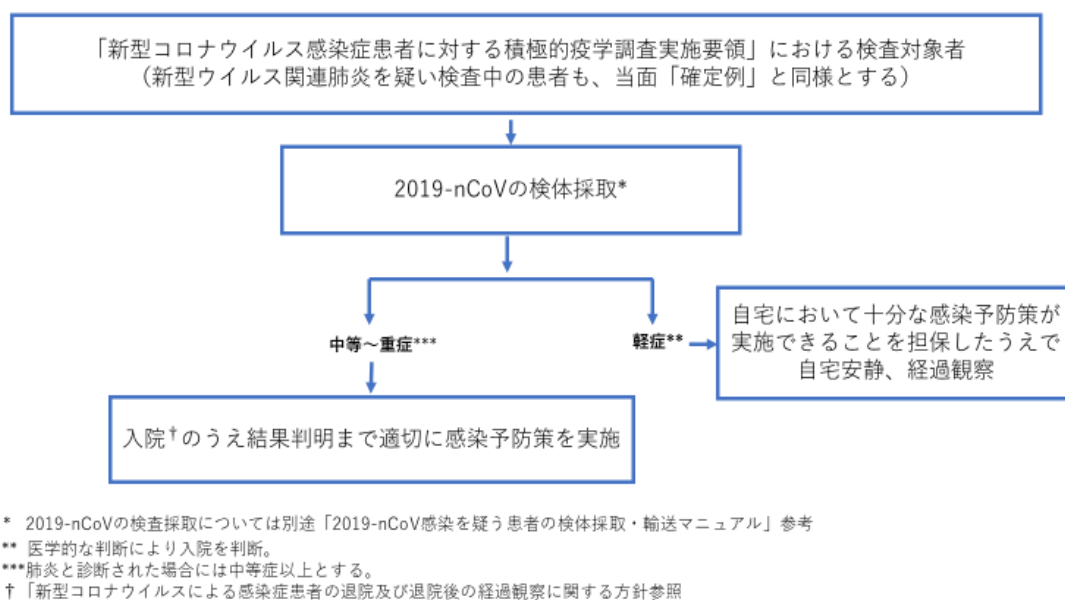 「新型コロナウイルス感染症患者に対する積極的疫学調査実施要領」における検査対象者
（新型ウイルス関連肺炎を疑い検査中の患者も、当面「確定例」と同様とする）
2019-nCoVの検体採取*
中等～重症***
軽症**
自宅において十分な感染予防策が
実施できることを担保したうえで
自宅安静、経過観察
入院†のうえ結果判明まで適切に感染予防策を実施
* 2019-nCoVの検査採取については別途「2019-nCoV感染を疑う患者の検体採取・輸送マニュアル」参考
** 医学的な判断により入院を判断。
***肺炎と診断された場合には中等症以上とする。
†「新型コロナウイルスによる感染症患者の退院及び退院後の経過観察に関する方針参照